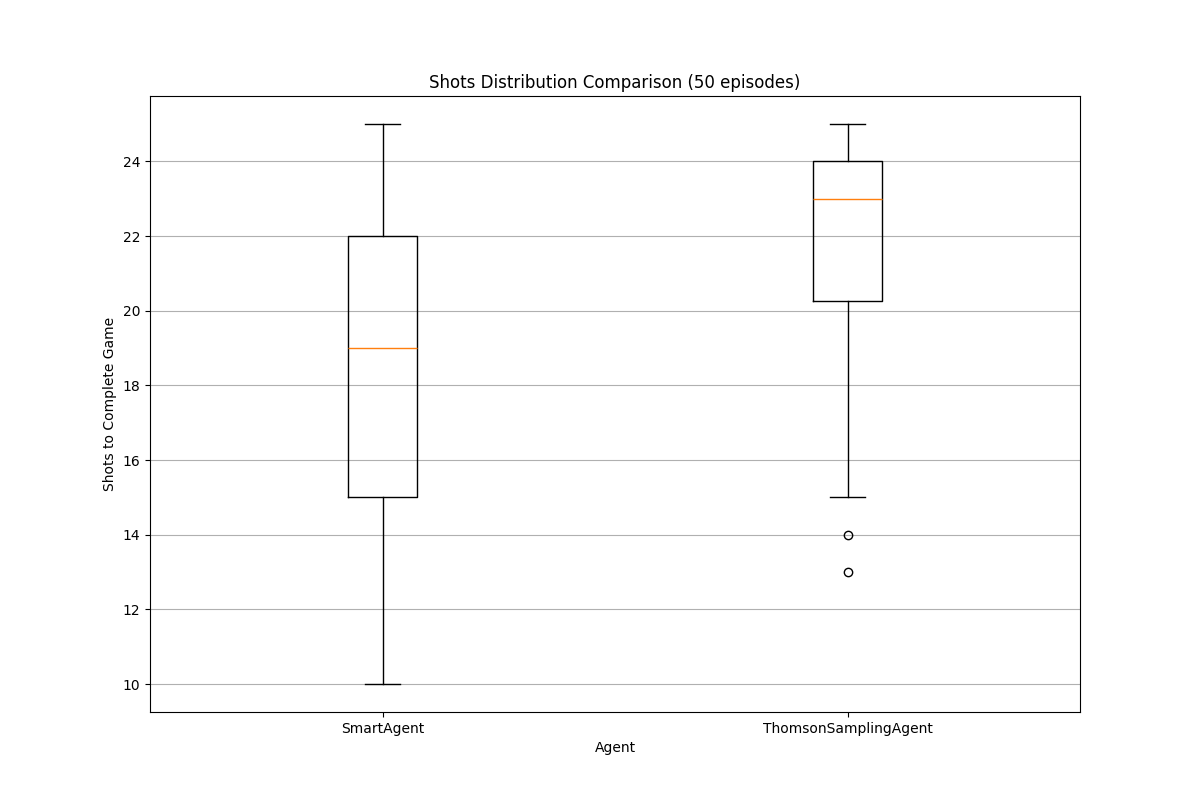 Shots Distribution Comparison (50 episodes)
Shots to Complete Game
24
22
20
18
16
14
12
10
SmartAgent
ThomsonSamplingAgent
Agent